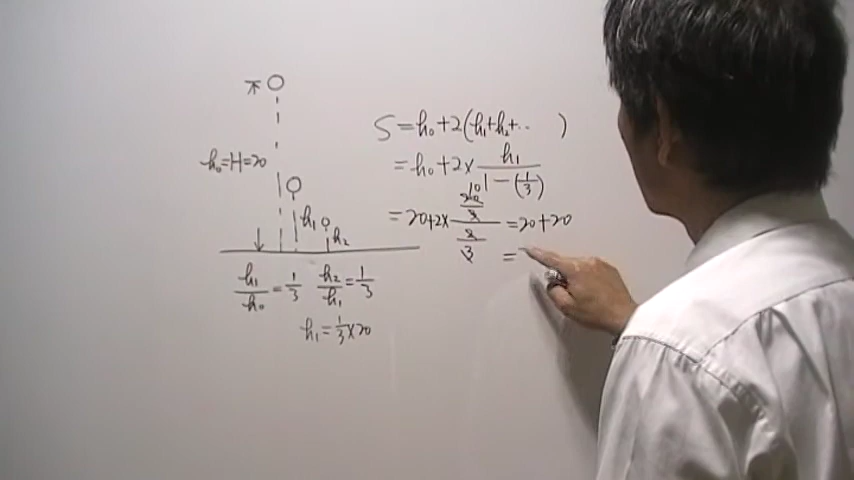 S=h₀+2(h₁+h₂+‥ )
=h₀+2×h₁/1-(1/3)
=20+2×(20/3)/(2/3)=20+20
=
h₀=H=20
h₁
h₂
h₁/h₀=1/3 h₂/h₁=1/3
h₁=1/3×20